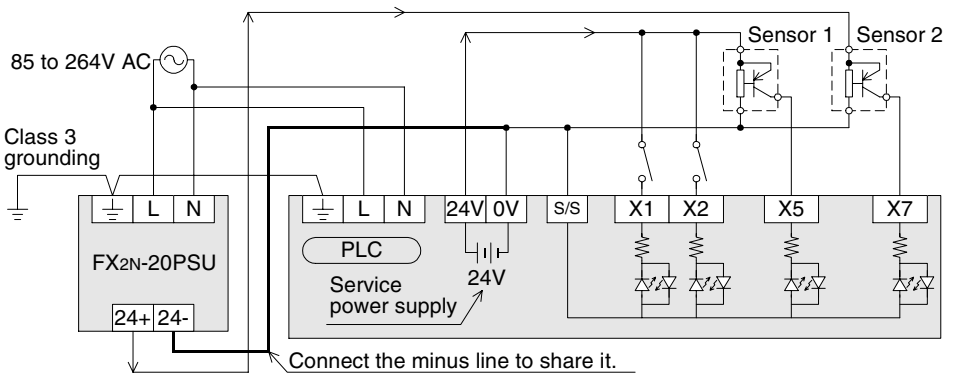 Sensor 1 Sensor 2
85 to 264V AC
Class 3
grounding
L N L N 24V 0V S/S X1 X2 X5 X7
FX2N-20PSU
PLC
24V
Service
power supply
24+ 24-
Connect the minus line to share it.